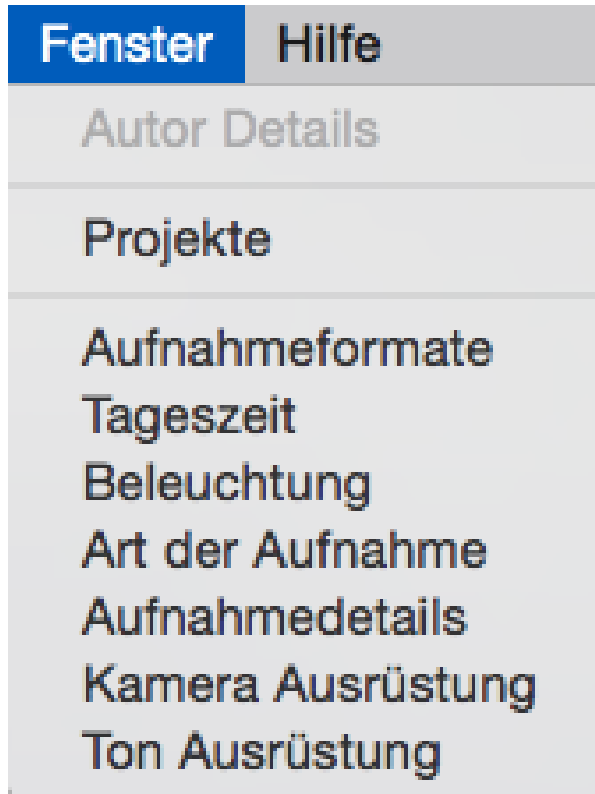 Fenster Hilfe
Autor Details
Projekte
Aufnahmeformate
Tageszeit
Beleuchtung
Art der Aufnahme
Aufnahmedetails
Kamera Ausrüstung
Ton Ausrüstung